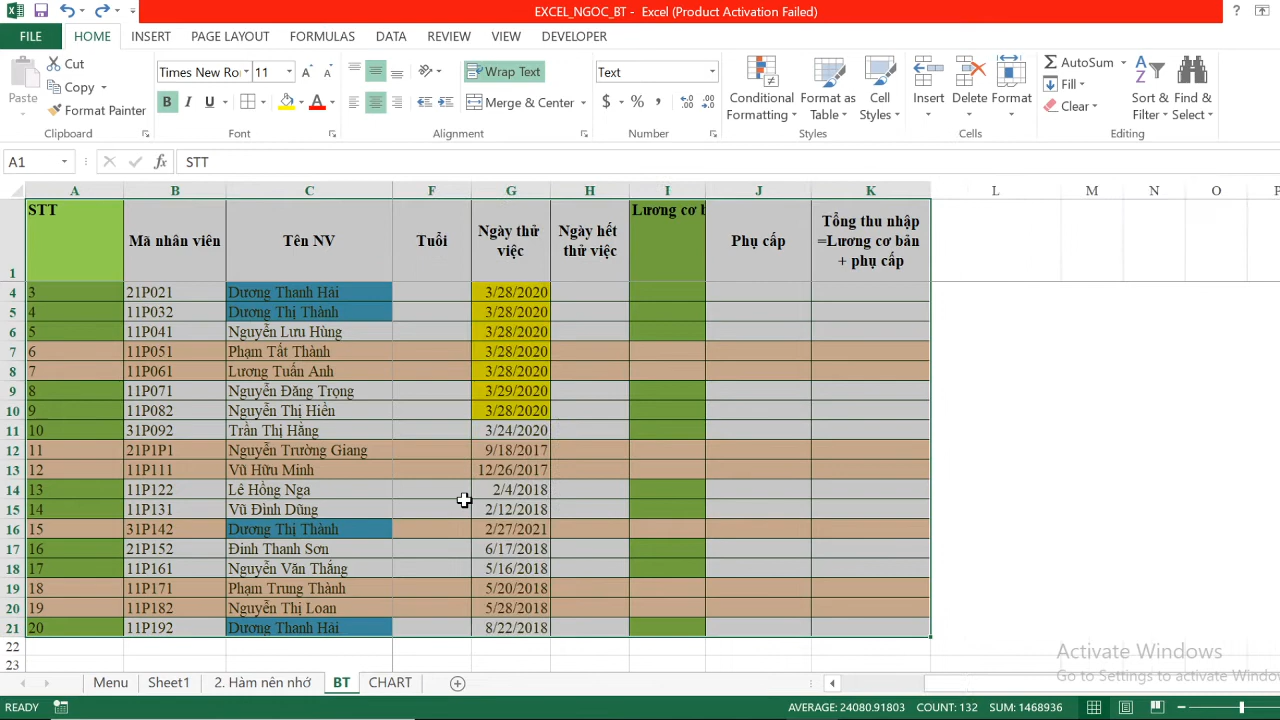 EXCEL_NGOC_BT - Excel (Product Activation Failed)
FILE HOME INSERT PAGE LAYOUT FORMULAS DATA REVIEW VIEW DEVELOPER
Paste
Cut
Copy
Format Painter
Clipboard
Times New Ro 11
B I U
Font
Wrap Text
Merge & Center
Alignment
Text
$ % ,
Number
Conditional Formatting
Format as Table
Cell Styles
Styles
Insert Delete Format
Cells
AutoSum
Fill
Clear
Sort & Filter
Find & Select
Editing
A1 fx STT
A B C F G H I J K L M N O P
1 STT Mã nhân viên Tên NV Tuổi Ngày thử việc Ngày hết thử việc Lương cơ b Phụ cấp Tổng thu nhập =Lương cơ bản + phụ cấp
4 3 21P021 Dương Thanh Hải 3/28/2020
5 4 11P032 Dương Thị Thành 3/28/2020
6 5 11P041 Nguyễn Lưu Hùng 3/28/2020
7 6 11P051 Phạm Tất Thành 3/28/2020
8 7 11P061 Lương Tuấn Anh 3/28/2020
9 8 11P071 Nguyễn Đăng Trọng 3/29/2020
10 9 11P082 Nguyễn Thị Hiền 3/28/2020
11 10 31P092 Trần Thị Hằng 3/24/2020
12 11 21P1P1 Nguyễn Trường Giang 9/18/2017
13 12 11P111 Vũ Hữu Minh 12/26/2017
14 13 11P122 Lê Hồng Nga 2/4/2018
15 14 11P131 Vũ Đình Dũng 2/12/2018
16 15 31P142 Dương Thị Thành 2/27/2021
17 16 21P152 Đinh Thanh Sơn 6/17/2018
18 17 11P161 Nguyễn Văn Thắng 5/16/2018
19 18 11P171 Phạm Trung Thành 5/20/2018
20 19 11P182 Nguyễn Thị Loan 5/28/2018
21 20 11P192 Dương Thanh Hải 8/22/2018
22
23
Activate Windows
Go to Settings to activate Windo
Menu Sheet1 2. Hàm nên nhớ BT CHART
READY AVERAGE: 24080.91803 COUNT: 132 SUM: 1468936